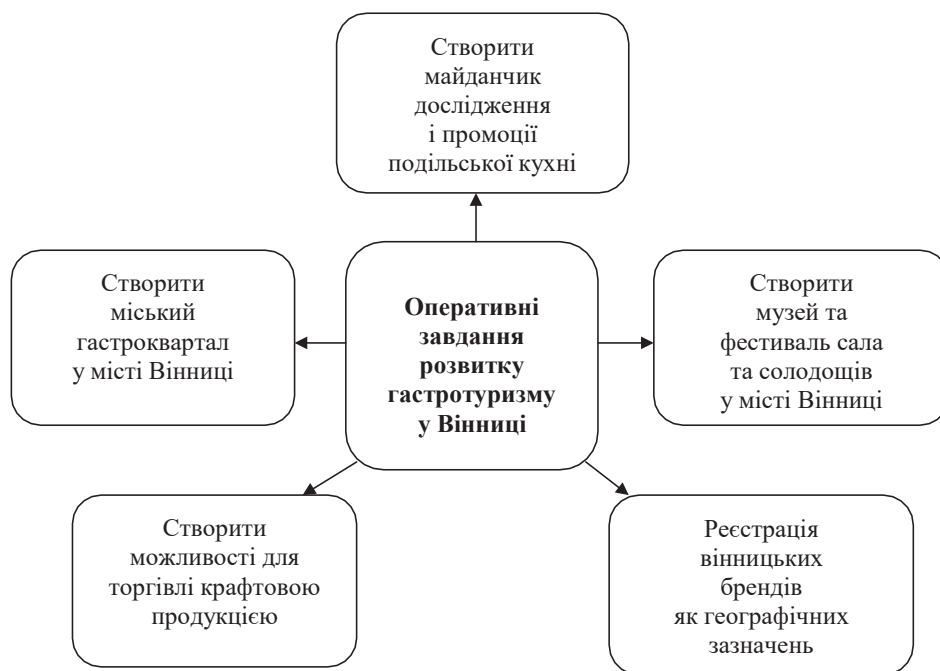 Створити
майданчик
дослідження
і промоції
подільської кухні
Створити
міський
гастроквартал
у місті Вінниці
Оперативні
завдання
розвитку
гастротуризму
у Вінниці
Створити
музей та
фестиваль сала
та солодощів
у місті Вінниці
Створити
можливості для
торгівлі крафтовою
продукцією
Реєстрація
вінницьких
брендів
як географічних
зазначень